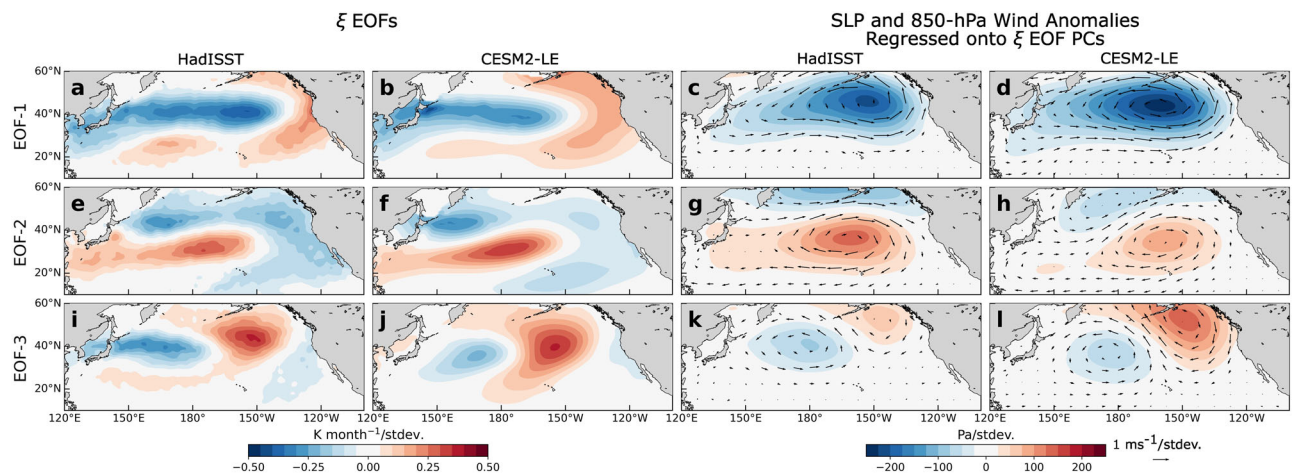 ξ EOFs
SLP and 850-hPa Wind Anomalies
Regressed onto ξ EOF PCs
HadISST
CESM2-LE
HadISST
CESM2-LE
EOF-1
60°N
40°N
20°N
a
b
c
d
EOF-2
60°N
40°N
20°N
e
f
g
h
EOF-3
60°N
40°N
20°N
i
j
k
l
120°E 150°E 180° 150°W 120°W
120°E 150°E 180° 150°W 120°W
120°E 150°E 180° 150°W 120°W
120°E 150°E 180° 150°W 120°W
K month⁻¹/stdev.
−0.50 −0.25 0.00 0.25 0.50
Pa/stdev.
−200 −100 0 100 200
1 ms⁻¹/stdev.